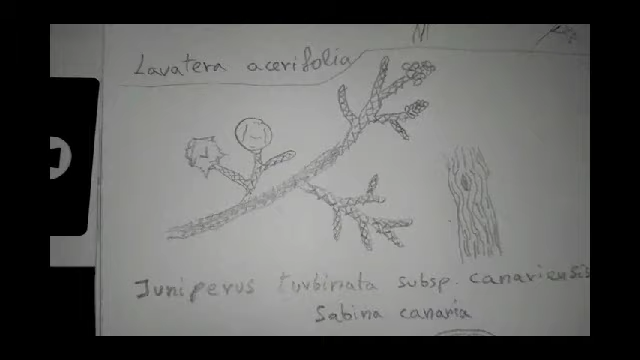 Lavatera acerifolia
Juniperus turbinata subsp. canariensis
Sabina canaria